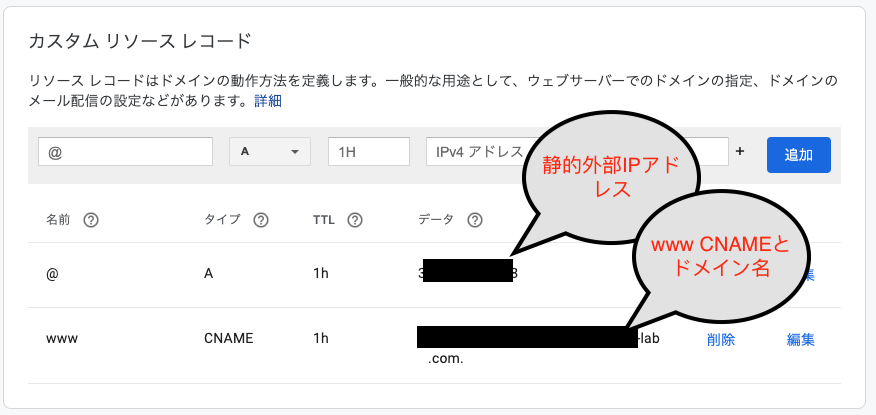 カスタム リソース レコード
リソース レコードはドメインの動作方法を定義します。一般的な用途として、ウェブサーバーでのドメインの指定、ドメインの
メール配信の設定などがあります。詳細
@ A 1H IPv4 アドレス + 追加
静的外部IPアド
レス
名前 タイプ TTL データ
www CNAMEと
ドメイン名
@ A 1h 3 3 集
www CNAME 1h -lab 削除 編集
.com.